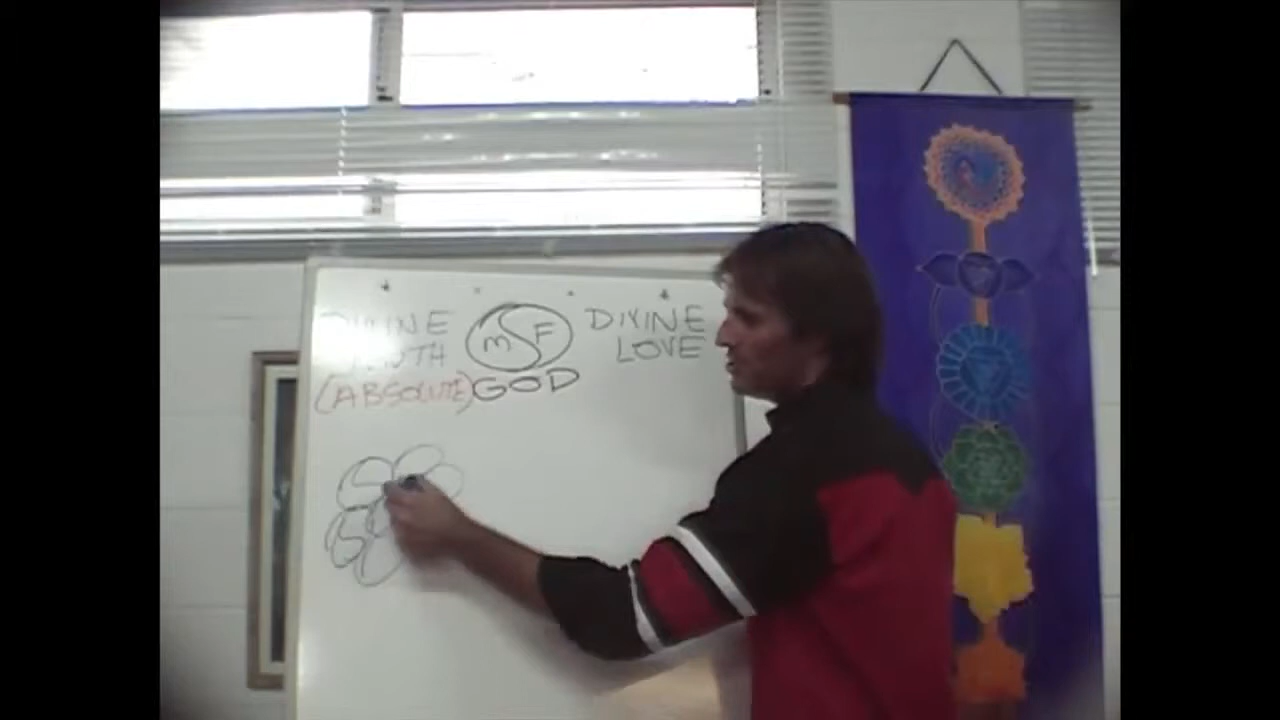 DIVINE
TRUTH
(ABSOLUTE)
m F
GOD
DIVINE
LOVE